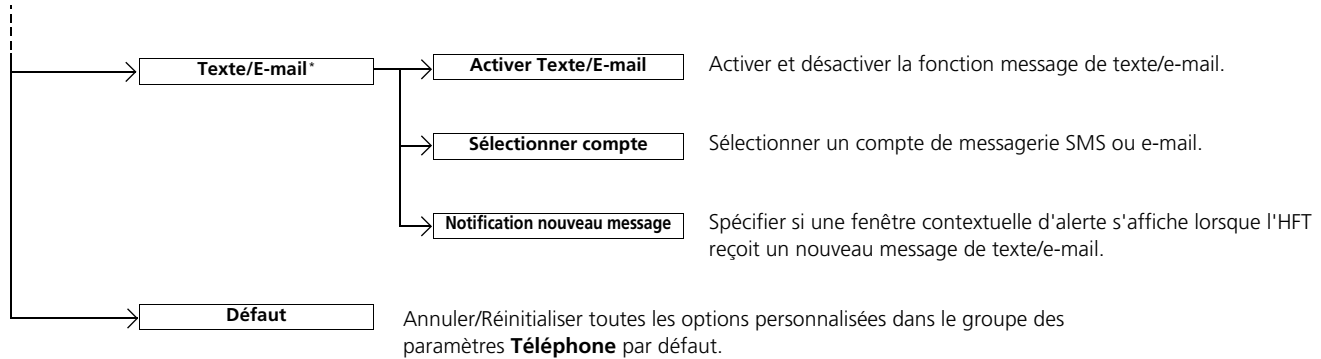 Texte/E-mail*
Activer Texte/E-mail
Activer et désactiver la fonction message de texte/e-mail.
Sélectionner compte
Sélectionner un compte de messagerie SMS ou e-mail.
Notification nouveau message
Spécifier si une fenêtre contextuelle d'alerte s'affiche lorsque l'HFT
reçoit un nouveau message de texte/e-mail.
Défaut
Annuler/Réinitialiser toutes les options personnalisées dans le groupe des
paramètres Téléphone par défaut.